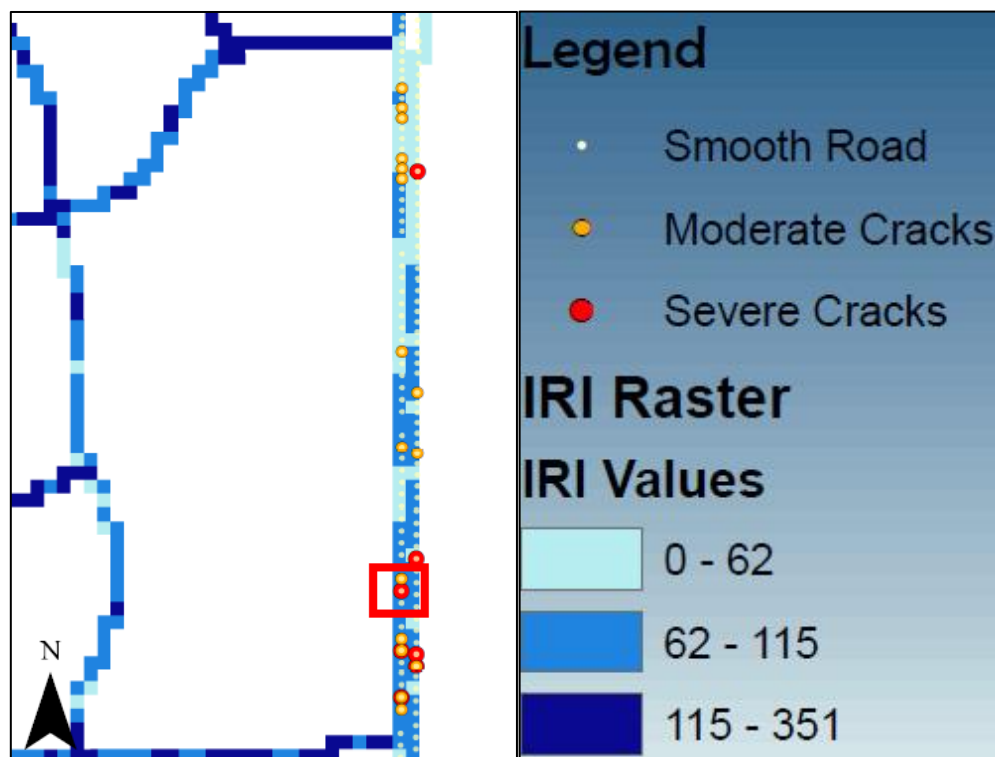 Legend
Smooth Road
Moderate Cracks
Severe Cracks
IRI Raster
IRI Values
0 - 62
62 - 115
115 - 351
N